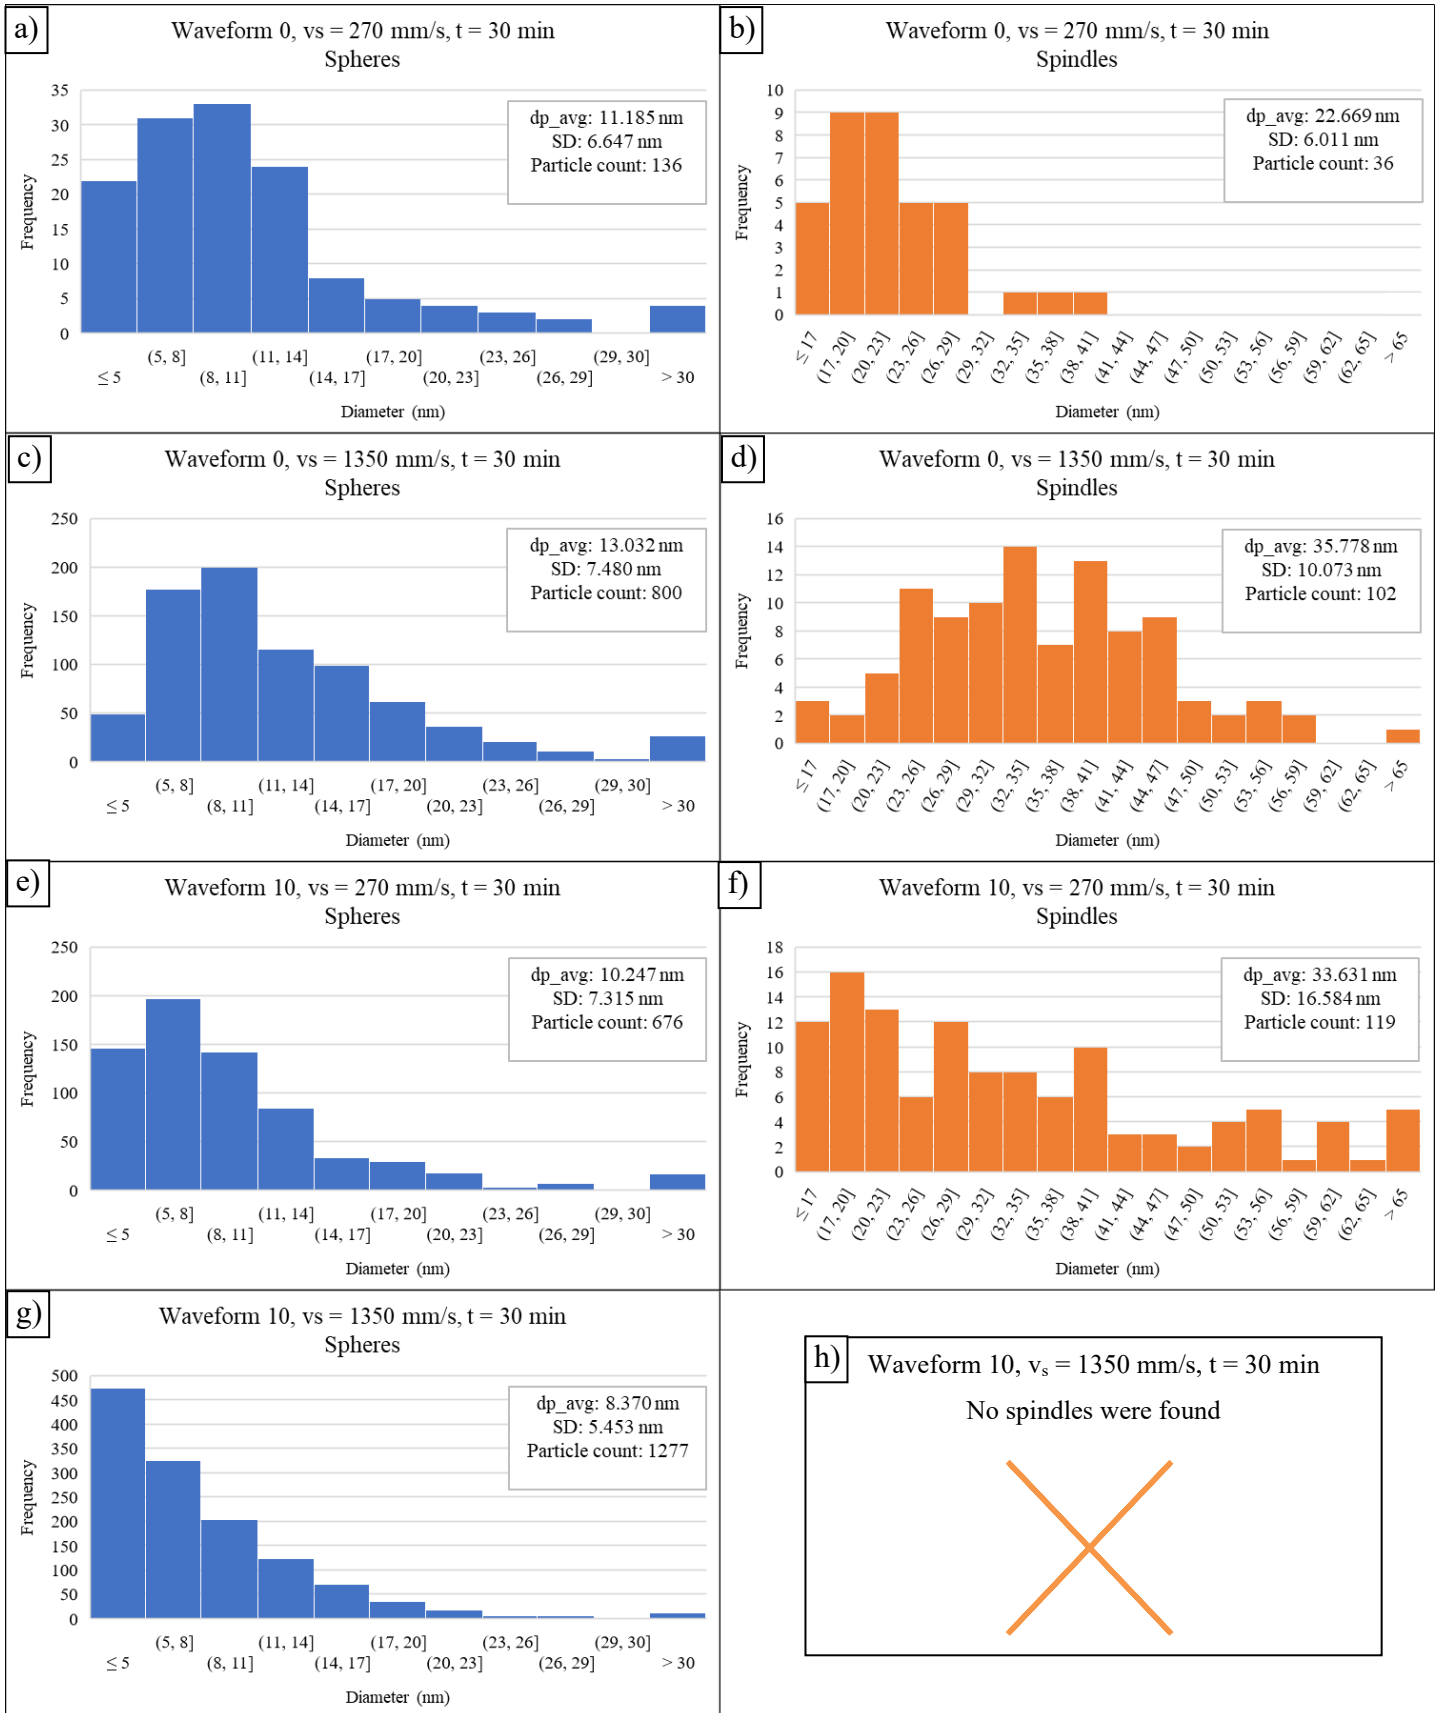 a)
Waveform 0, vs = 270 mm/s, t = 30 min
Spheres
dp_avg: 11.185 nm
SD: 6.647 nm
Particle count: 136
Frequency
35
30
25
20
15
10
5
0
(5, 8] (11, 14] (17, 20] (23, 26] (29, 30]
≤ 5 (8, 11] (14, 17] (20, 23] (26, 29] > 30
Diameter (nm)
b)
Waveform 0, vs = 270 mm/s, t = 30 min
Spindles
dp_avg: 22.669 nm
SD: 6.011 nm
Particle count: 36
Frequency
10
9
8
7
6
5
4
3
2
1
0
≤ 17 (17, 20] (20, 23] (23, 26] (26, 29] (29, 32] (32, 35] (35, 38] (38, 41] (41, 44] (44, 47] (47, 50] (50, 53] (53, 56] (56, 59] (59, 62] (62, 65] > 65
Diameter (nm)
c)
Waveform 0, vs = 1350 mm/s, t = 30 min
Spheres
dp_avg: 13.032 nm
SD: 7.480 nm
Particle count: 800
Frequency
250
200
150
100
50
0
(5, 8] (11, 14] (17, 20] (23, 26] (29, 30]
≤ 5 (8, 11] (14, 17] (20, 23] (26, 29] > 30
Diameter (nm)
d)
Waveform 0, vs = 1350 mm/s, t = 30 min
Spindles
dp_avg: 35.778 nm
SD: 10.073 nm
Particle count: 102
Frequency
16
14
12
10
8
6
4
2
0
≤ 17 (17, 20] (20, 23] (23, 26] (26, 29] (29, 32] (32, 35] (35, 38] (38, 41] (41, 44] (44, 47] (47, 50] (50, 53] (53, 56] (56, 59] (59, 62] (62, 65] > 65
Diameter (nm)
e)
Waveform 10, vs = 270 mm/s, t = 30 min
Spheres
dp_avg: 10.247 nm
SD: 7.315 nm
Particle count: 676
Frequency
250
200
150
100
50
0
(5, 8] (11, 14] (17, 20] (23, 26] (29, 30]
≤ 5 (8, 11] (14, 17] (20, 23] (26, 29] > 30
Diameter (nm)
f)
Waveform 10, vs = 270 mm/s, t = 30 min
Spindles
dp_avg: 33.631 nm
SD: 16.584 nm
Particle count: 119
Frequency
18
16
14
12
10
8
6
4
2
0
≤ 17 (17, 20] (20, 23] (23, 26] (26, 29] (29, 32] (32, 35] (35, 38] (38, 41] (41, 44] (44, 47] (47, 50] (50, 53] (53, 56] (56, 59] (59, 62] (62, 65] > 65
Diameter (nm)
g)
Waveform 10, vs = 1350 mm/s, t = 30 min
Spheres
dp_avg: 8.370 nm
SD: 5.453 nm
Particle count: 1277
Frequency
500
450
400
350
300
250
200
150
100
50
0
(5, 8] (11, 14] (17, 20] (23, 26] (29, 30]
≤ 5 (8, 11] (14, 17] (20, 23] (26, 29] > 30
Diameter (nm)
h)
Waveform 10, vₛ = 1350 mm/s, t = 30 min
No spindles were found